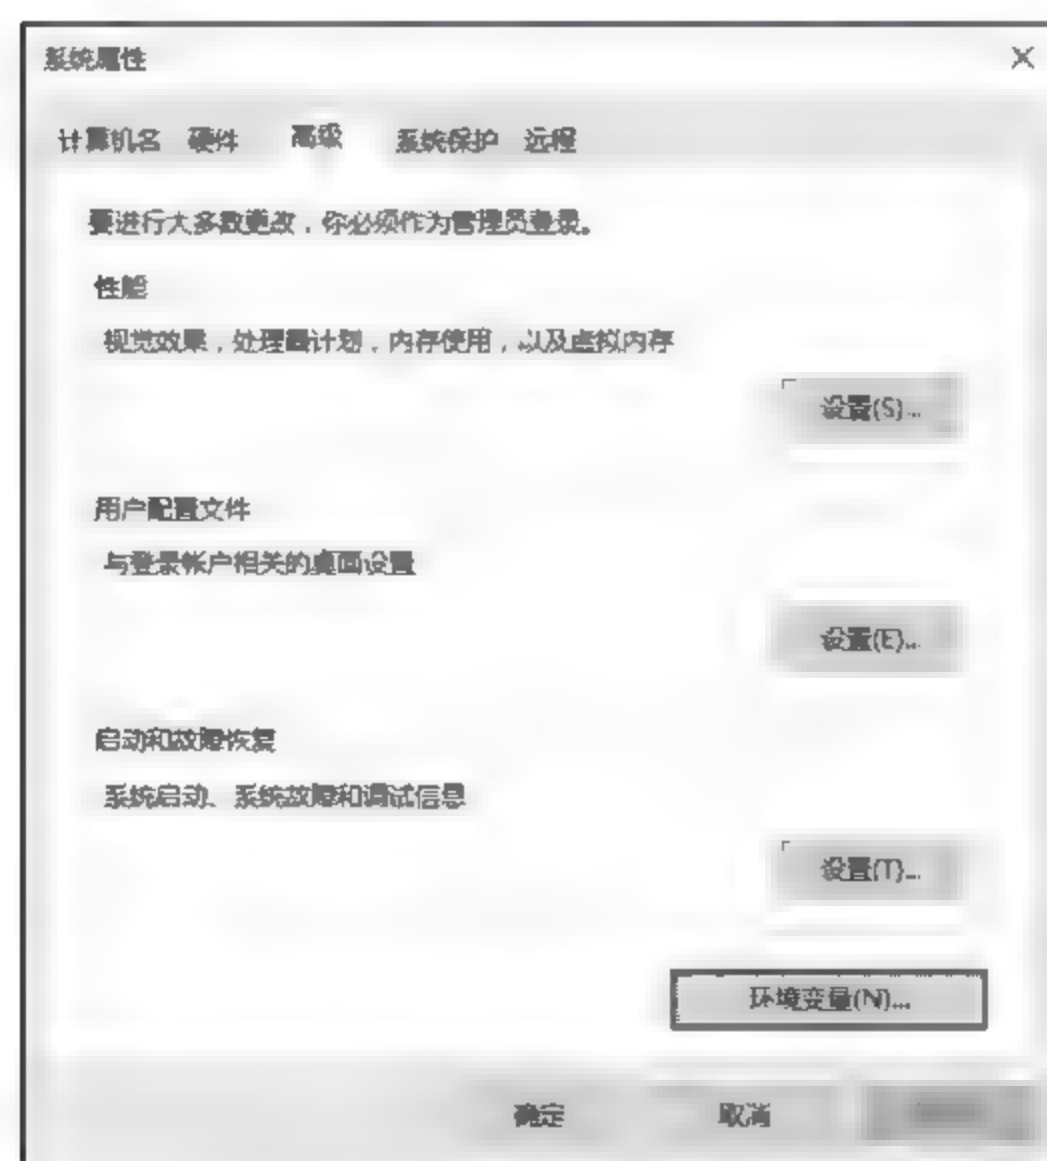 系统属性
计算机名 硬件 高级 系统保护 远程
要进行大多数更改，你必须作为管理员登录。
性能
视觉效果，处理器计划，内存使用，以及虚拟内存
设置(S)...
用户配置文件
与登录帐户相关的桌面设置
设置(E)...
启动和故障恢复
系统启动、系统故障和调试信息
设置(T)...
环境变量(N)...
确定 取消